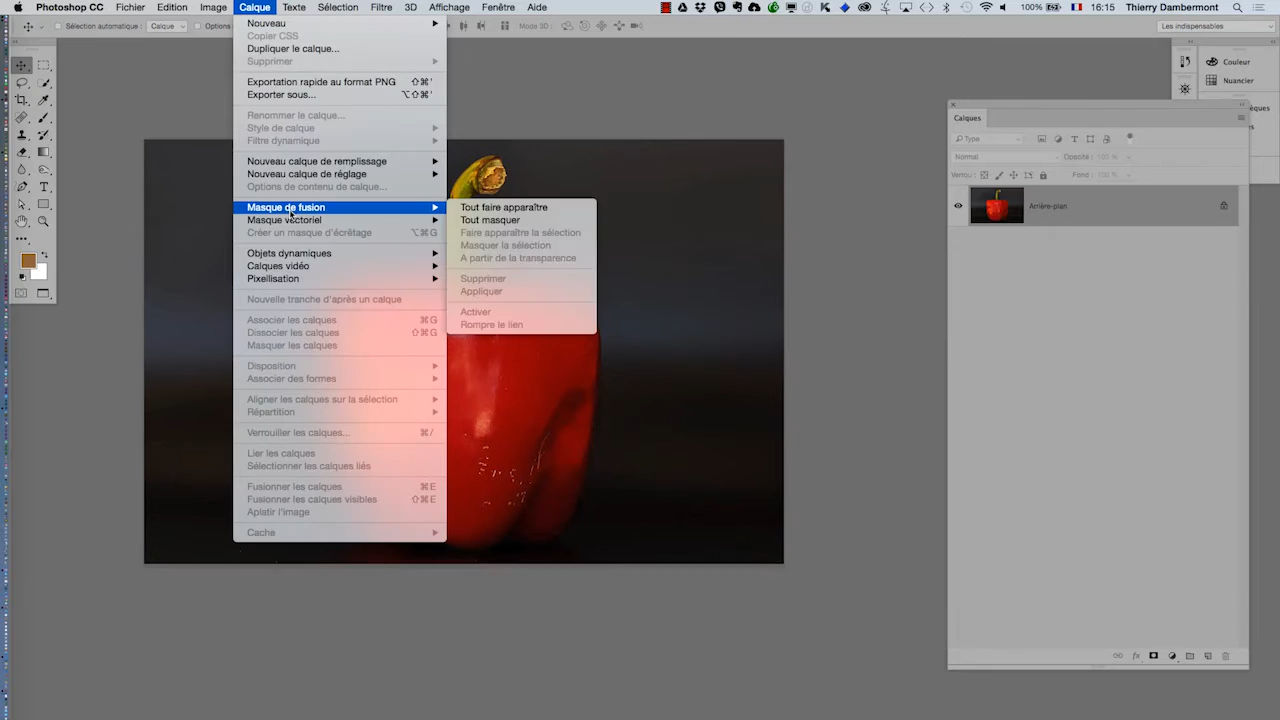 Photoshop CC Fichier Edition Image Calque Texte Sélection Filtre 3D Affichage Fenêtre Aide 100% 16:15 Thierry Dambermont
Sélection automatique : Calque Options Mode 3D : Les indispensables
Nouveau
Copier CSS
Dupliquer le calque...
Supprimer
Exportation rapide au format PNG ⇧⌘'
Exporter sous... ⌥⇧⌘'
Renommer le calque...
Style de calque
Filtre dynamique
Nouveau calque de remplissage
Nouveau calque de réglage
Options de contenu de calque...
Masque de fusion
Masque vectoriel
Créer un masque d'écrêtage ⌥⌘G
Objets dynamiques
Calques vidéo
Pixellisation
Nouvelle tranche d'après un calque
Associer les calques ⌘G
Dissocier les calques ⇧⌘G
Masquer les calques
Disposition
Associer des formes
Aligner les calques sur la sélection
Répartition
Verrouiller les calques... ⌘/
Lier les calques
Sélectionner les calques liés
Fusionner les calques ⌘E
Fusionner les calques visibles ⇧⌘E
Aplatir l'image
Cache
Tout faire apparaître
Tout masquer
Faire apparaître la sélection
Masquer la sélection
A partir de la transparence
Supprimer
Appliquer
Activer
Rompre le lien
Couleur
Nuancier
Calques
Type
Normal Opacité : 100 %
Verrou : Fond : 100 %
Arrière-plan